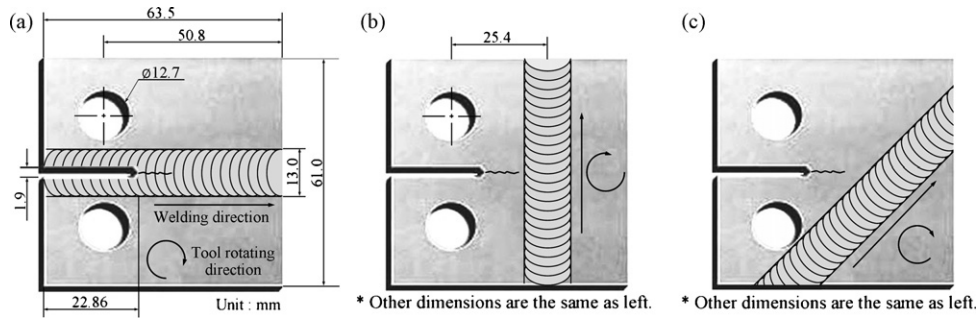 (a)
63.5
50.8
ø12.7
1.9
13.0
61.0
Welding direction
Tool rotating
direction
22.86
Unit : mm
(b)
25.4
* Other dimensions are the same as left.
(c)
* Other dimensions are the same as left.